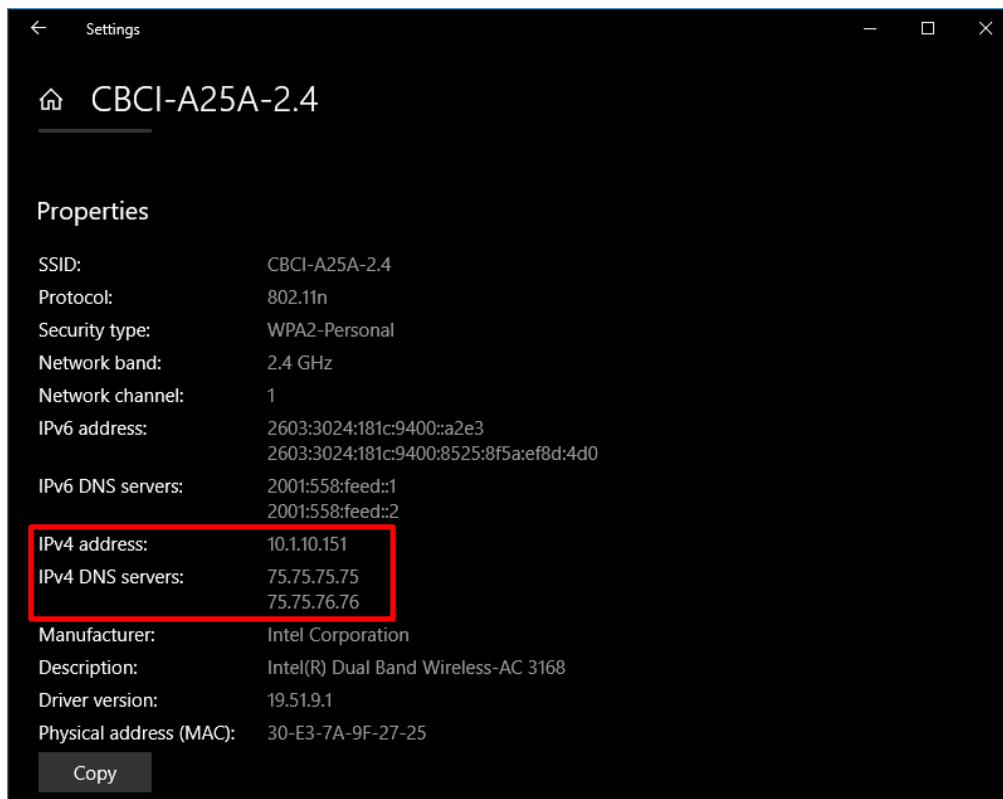 Settings
CBCI-A25A-2.4
Properties
SSID: CBCI-A25A-2.4
Protocol: 802.11n
Security type: WPA2-Personal
Network band: 2.4 GHz
Network channel: 1
IPv6 address: 2603:3024:181c:9400::a2e3
2603:3024:181c:9400:8525:8f5a:ef8d:4d0
IPv6 DNS servers: 2001:558:feed::1
2001:558:feed::2
IPv4 address: 10.1.10.151
IPv4 DNS servers: 75.75.75.75
75.75.76.76
Manufacturer: Intel Corporation
Description: Intel(R) Dual Band Wireless-AC 3168
Driver version: 19.51.9.1
Physical address (MAC): 30-E3-7A-9F-27-25
Copy